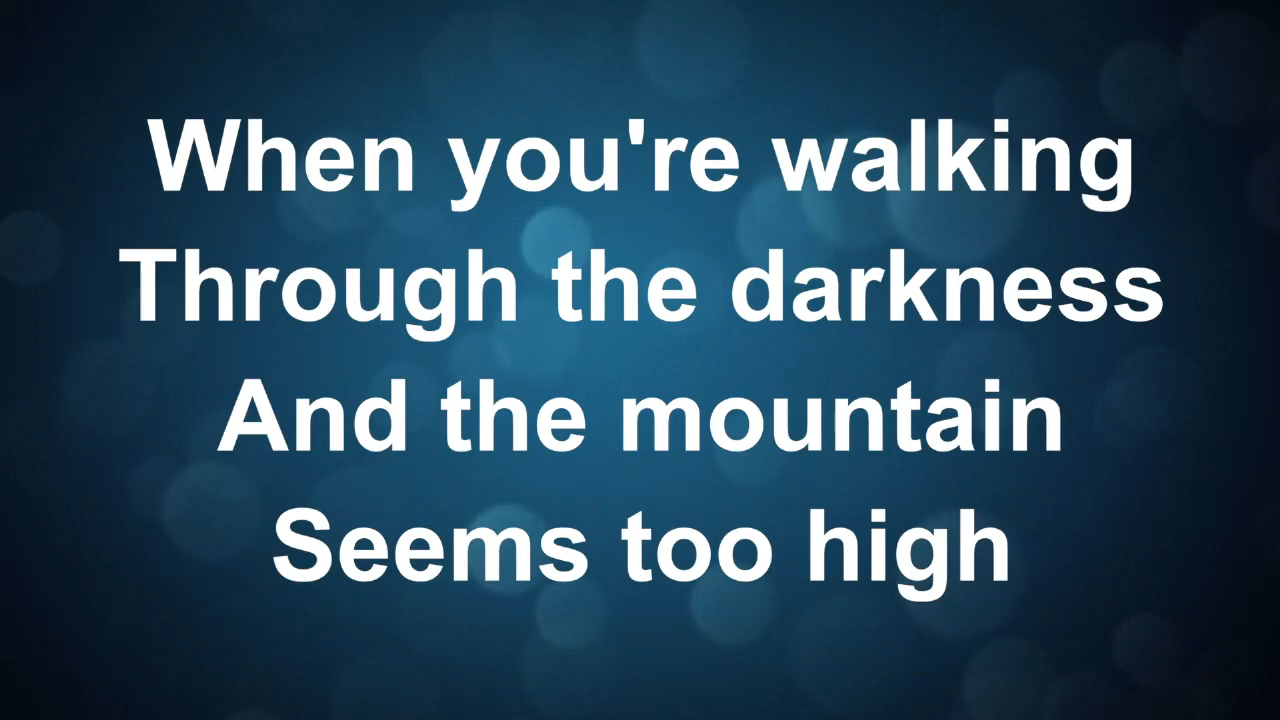 When you're walking
Through the darkness
And the mountain
Seems too high